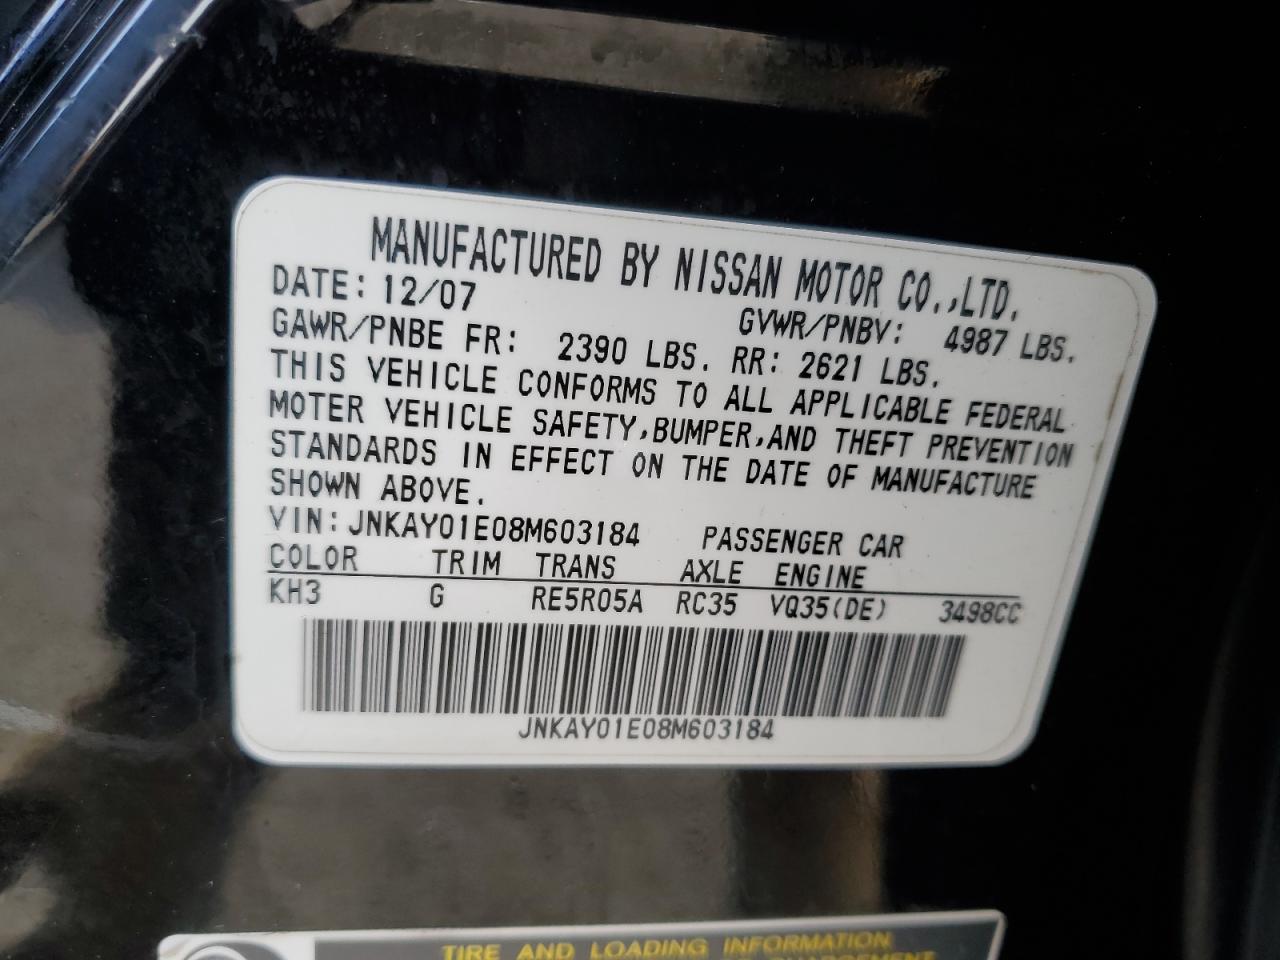 MANUFACTURED BY NISSAN MOTOR CO.,LTD.
DATE: 12/07 GVWR/PNBV: 4987 LBS.
GAWR/PNBE FR: 2390 LBS. RR: 2621 LBS.
THIS VEHICLE CONFORMS TO ALL APPLICABLE FEDERAL
MOTER VEHICLE SAFETY,BUMPER,AND THEFT PREVENTION
STANDARDS IN EFFECT ON THE DATE OF MANUFACTURE
SHOWN ABOVE.
VIN: JNKAY01E08M603184 PASSENGER CAR
COLOR TRIM TRANS AXLE ENGINE
KH3 G RE5R05A RC35 VQ35(DE) 3498CC
JNKAY01E08M603184
TIRE AND LOADING INFORMATION